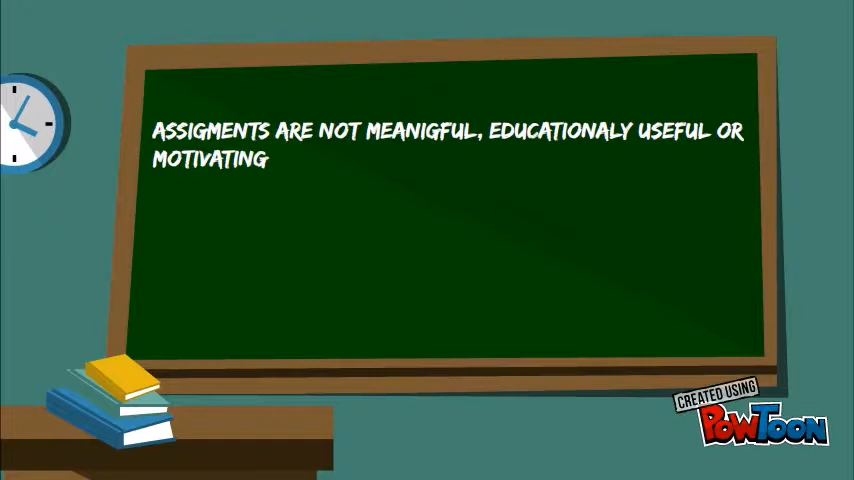 ASSIGMENTS ARE NOT MEANIGFUL, EDUCATIONALY USEFUL OR
MOTIVATING
CREATED USING
POWTOON